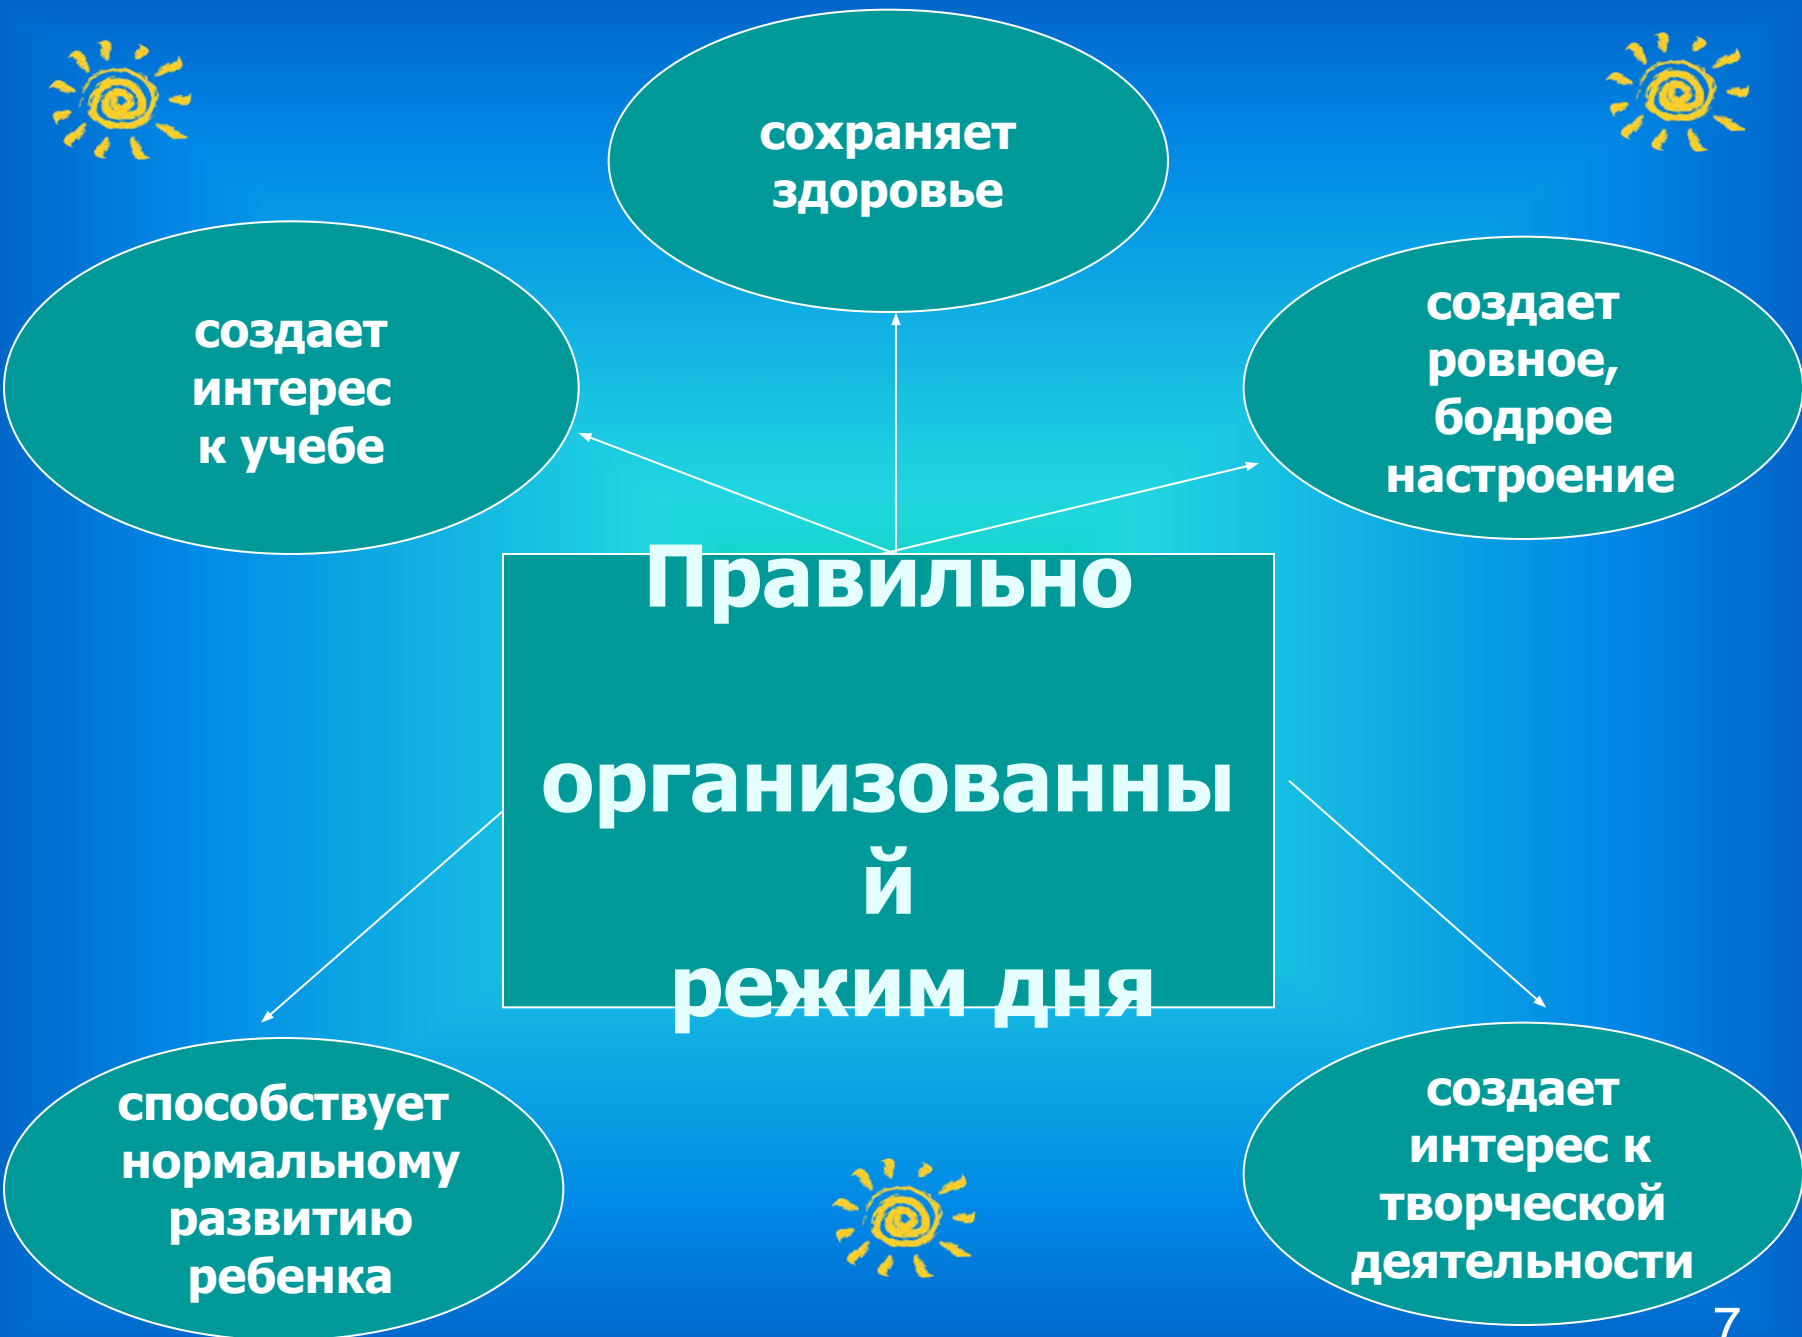 сохраняет
здоровье
создает
интерес
к учебе
создает
ровное,
бодрое
настроение
Правильно
организованны
й
режим дня
способствует
нормальному
развитию
ребенка
создает
интерес к
творческой
деятельности
7